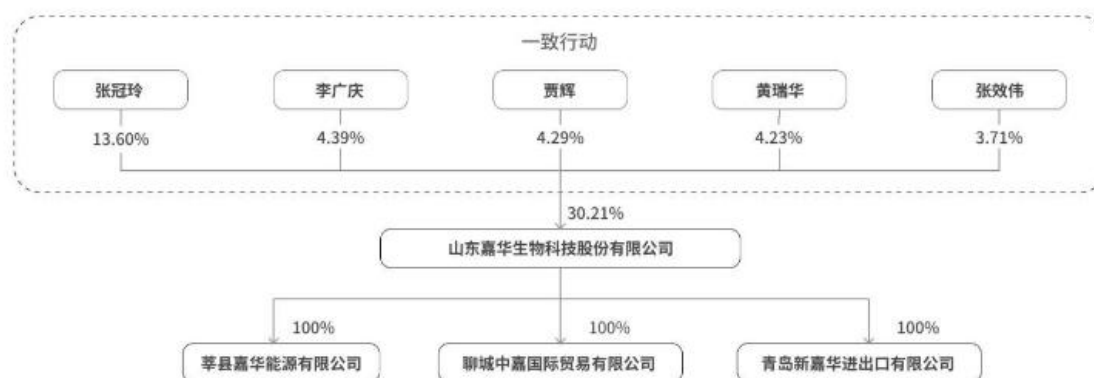 一致行动
张冠玲 李广庆 贾辉 黄瑞华 张效伟
13.60% 4.39% 4.29% 4.23% 3.71%
30.21%
山东嘉华生物科技股份有限公司
100% 100% 100%
莘县嘉华能源有限公司 聊城中嘉国际贸易有限公司 青岛新嘉华进出口有限公司